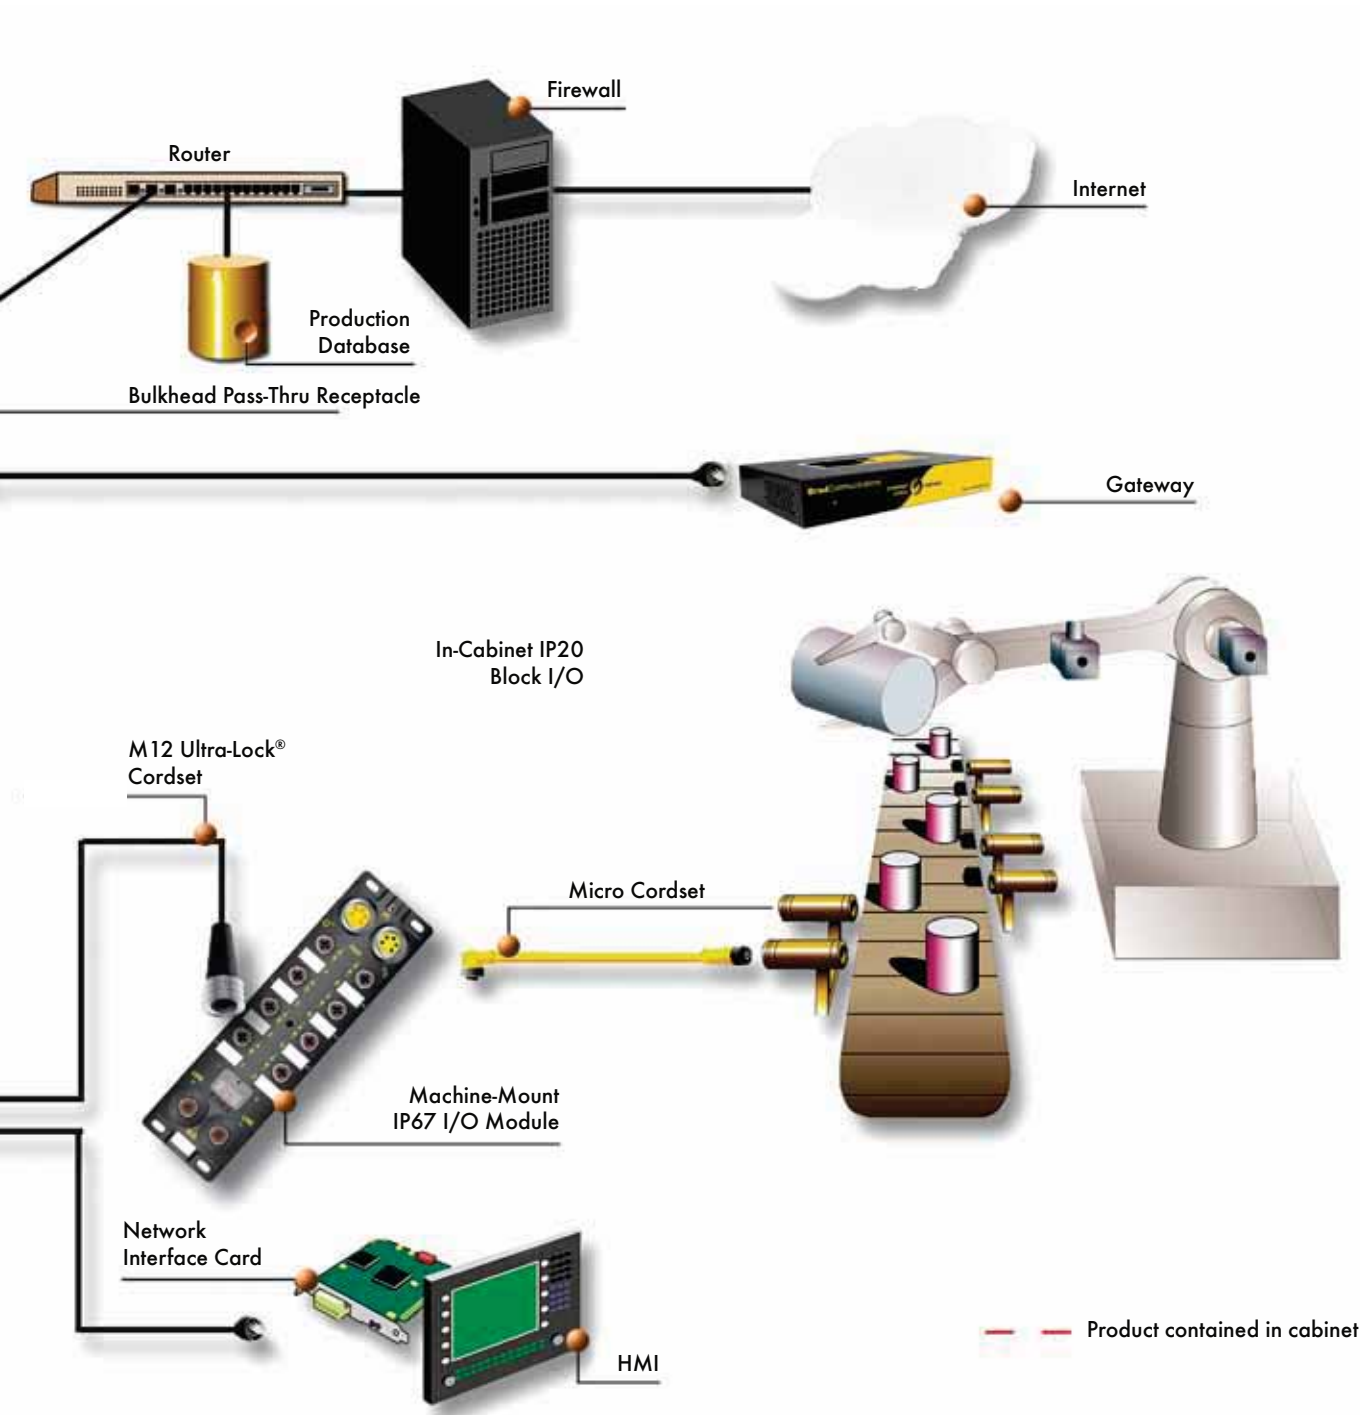 Firewall
Router
Internet
Production
Database
Bulkhead Pass-Thru Receptacle
Gateway
In-Cabinet IP20
Block I/O
M12 Ultra-Lock®
Cordset
Micro Cordset
Machine-Mount
IP67 I/O Module
Network
Interface Card
Product contained in cabinet
HMI